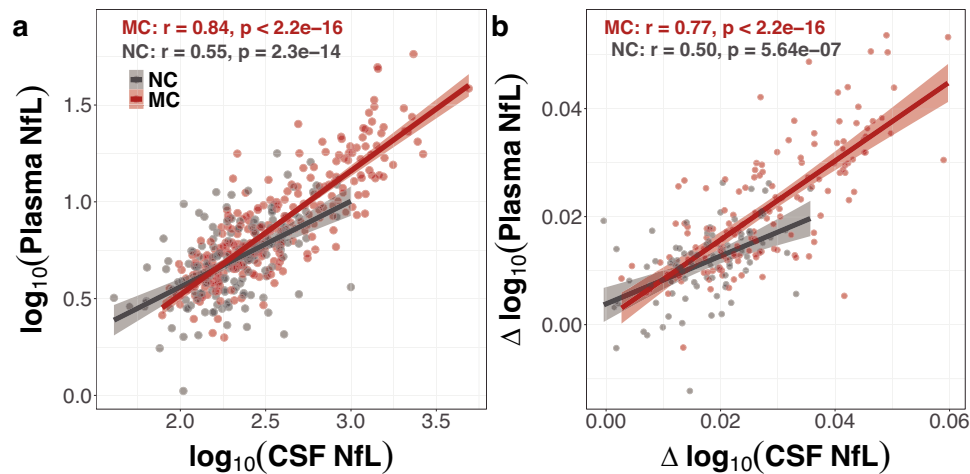 a
MC: r = 0.84, p < 2.2e−16
NC: r = 0.55, p = 2.3e−14
NC
MC
log₁₀(Plasma NfL)
1.5
1.0
0.5
0.0
2.0 2.5 3.0 3.5
log₁₀(CSF NfL)
b
MC: r = 0.77, p < 2.2e−16
NC: r = 0.50, p = 5.64e−07
Δ log₁₀(Plasma NfL)
0.04
0.02
0.00
0.00 0.02 0.04 0.06
Δ log₁₀(CSF NfL)